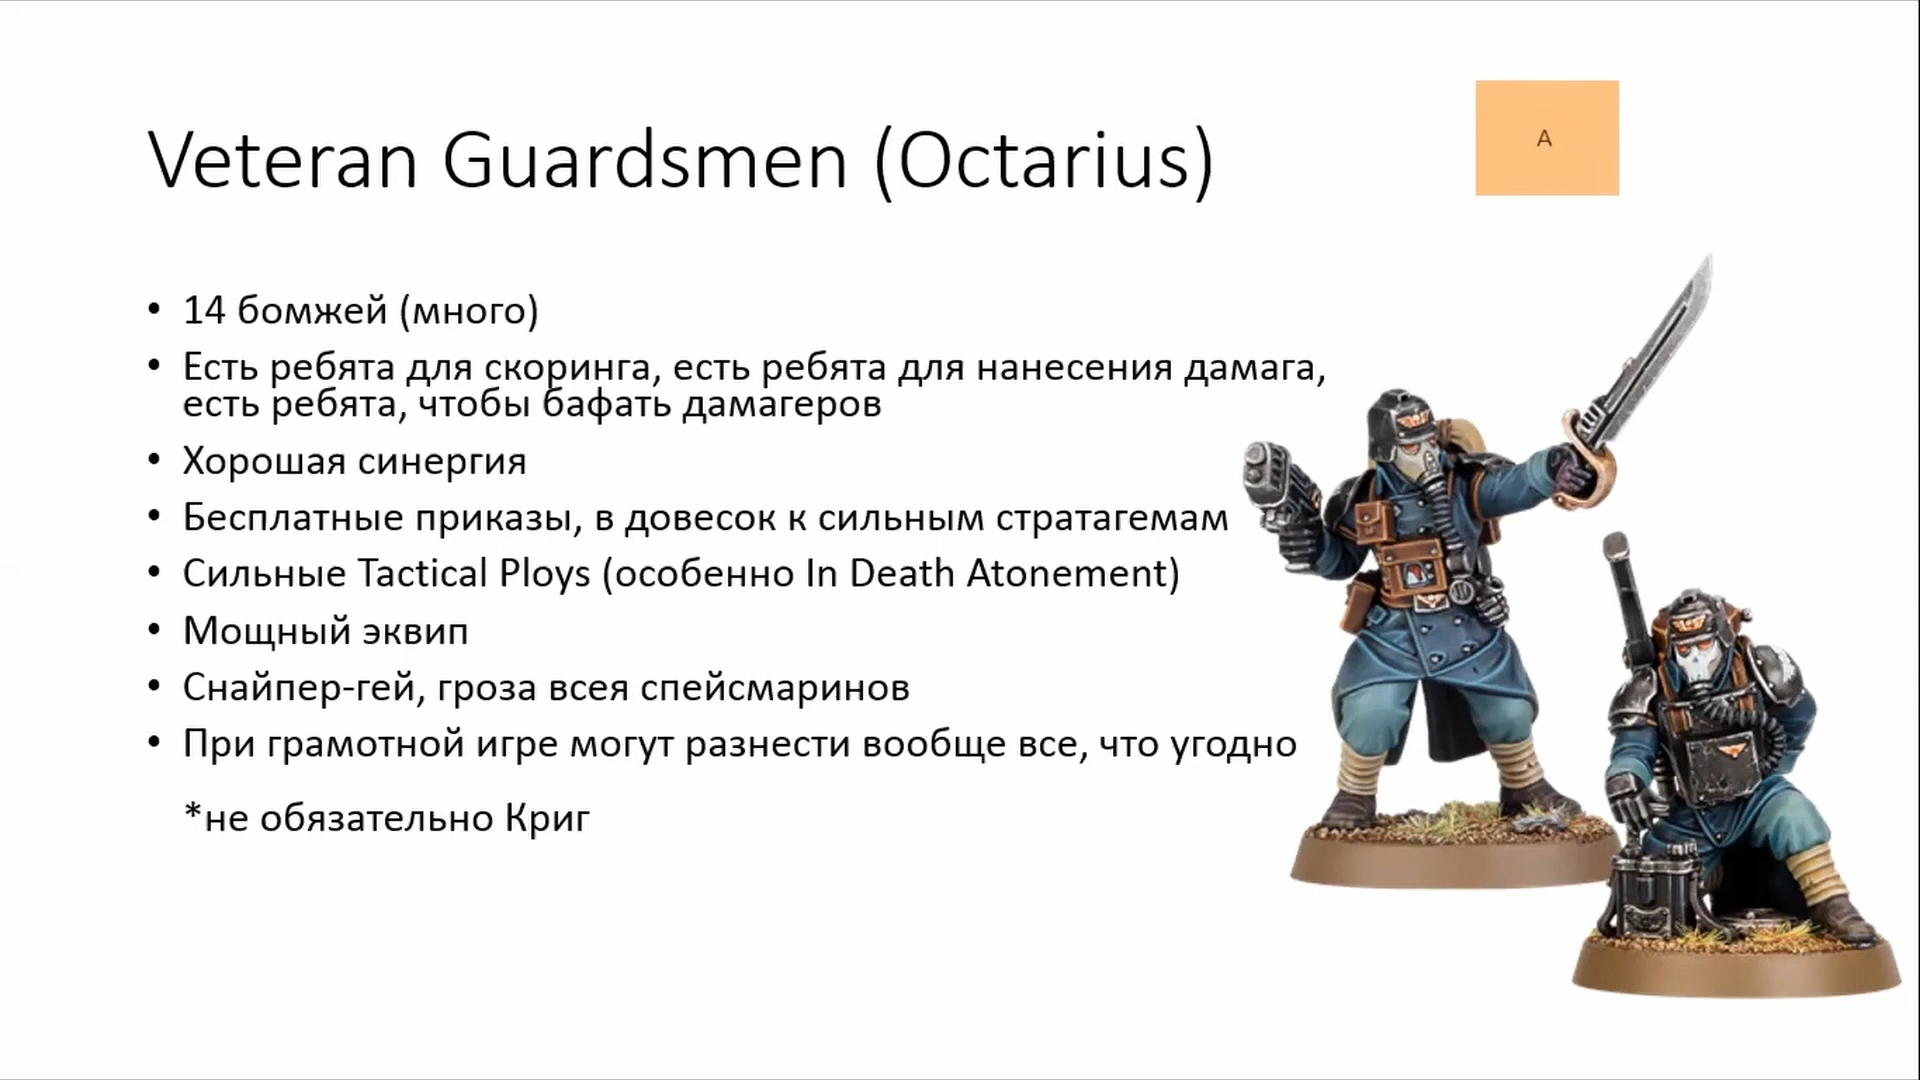 Veteran Guardsmen (Octarius)
A
• 14 бомжей (много)
• Есть ребята для скоринга, есть ребята для нанесения дамага,
есть ребята, чтобы бафать дамагеров
• Хорошая синергия
• Бесплатные приказы, в довесок к сильным стратагемам
• Сильные Tactical Ploys (особенно In Death Atonement)
• Мощный эквип
• Снайпер-гей, гроза всея спейсмаринов
• При грамотной игре могут разнести вообще все, что угодно
*не обязательно Криг